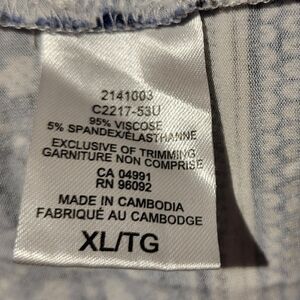 2141003
C2217-53U
95% VISCOSE
5% SPANDEX/ÉLASTHANNE
EXCLUSIVE OF TRIMMING
GARNITURE NON COMPRISE
CA 04991
RN 96092
MADE IN CAMBODIA
FABRIQUÉ AU CAMBODGE
XL/TG